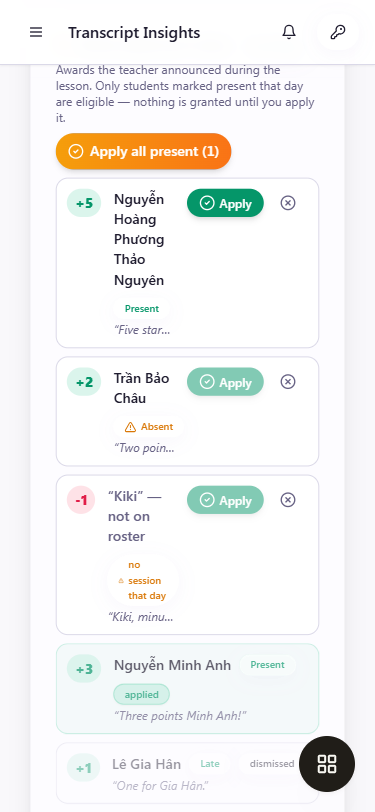 Transcript Insights
Awards the teacher announced during the
lesson. Only students marked present that day
are eligible — nothing is granted until you apply
it.
Apply all present (1)
+5
Nguyễn
Hoàng
Phương
Thảo
Nguyên
Apply
Present
“Five star...
+2
Trần Bảo
Châu
Apply
Absent
“Two poin...
-1
“Kiki” —
not on
roster
Apply
no
session
that day
“Kiki, minu...
+3
Nguyễn Minh Anh
Present
applied
“Three points Minh Anh!”
+1
Lê Gia Hân
Late
dismissed
“One for Gia Hân.”